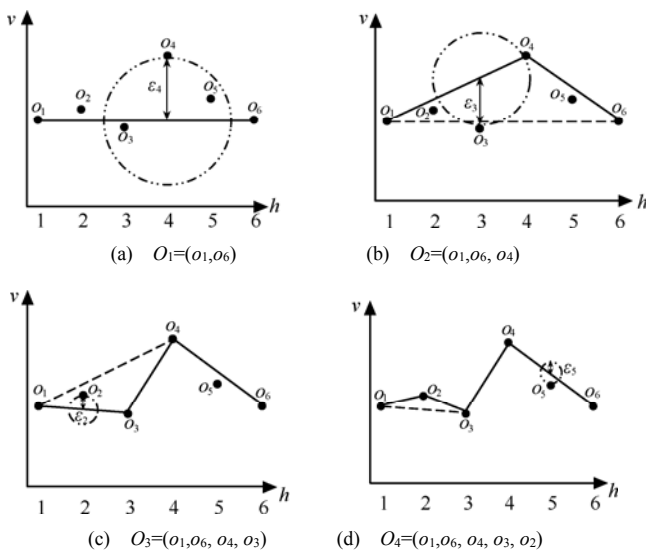 v
o₄
ε₄
o₁
o₂
o₅
o₆
o₃
h
1 2 3 4 5 6
(a) O₁=(o₁,o₆)
v
o₄
ε₃
o₁
o₂
o₅
o₆
o₃
h
1 2 3 4 5 6
(b) O₂=(o₁,o₆, o₄)
v
o₄
o₁
o₂
o₅
o₆
ε₂
o₃
h
1 2 3 4 5 6
(c) O₃=(o₁,o₆, o₄, o₃)
v
o₄
ε₅
o₁
o₂
o₅
o₆
o₃
h
1 2 3 4 5 6
(d) O₄=(o₁,o₆, o₄, o₃, o₂)